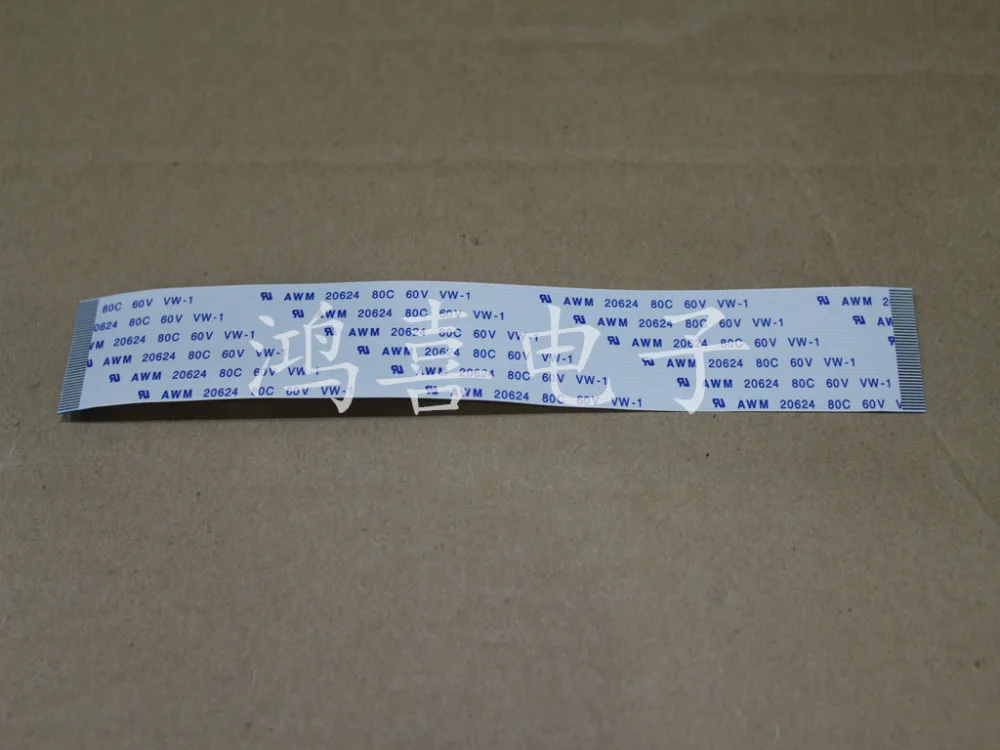 80C 60V VW-1 AWM 20624 80C 60V VW-1 AWM 20624 80C 60V VW-1 AWM 2
0624 80C 60V VW-1 AWM 20624 80C 60V VW-1 AWM 20624 80C 60V VW-1 AW
AWM 20624 80C 60V VW-1 AWM 20624 80C 60V VW-1 AWM 20624 80C 60V VW-1
AWM 20624 80C 60V VW-1 AWM 20624 80C 60V VW-1 AWM 20624 80C 60V VW-1
AWM 20624 80C 60V VW-1 AWM 20624 80C 60V VW-1 AWM 20624 80C 60V VW-1
AWM 20624 80C 60V VW-1 AWM 20624 80C 60V VW-1 AWM 20624 80C 60V V
鸿喜电子